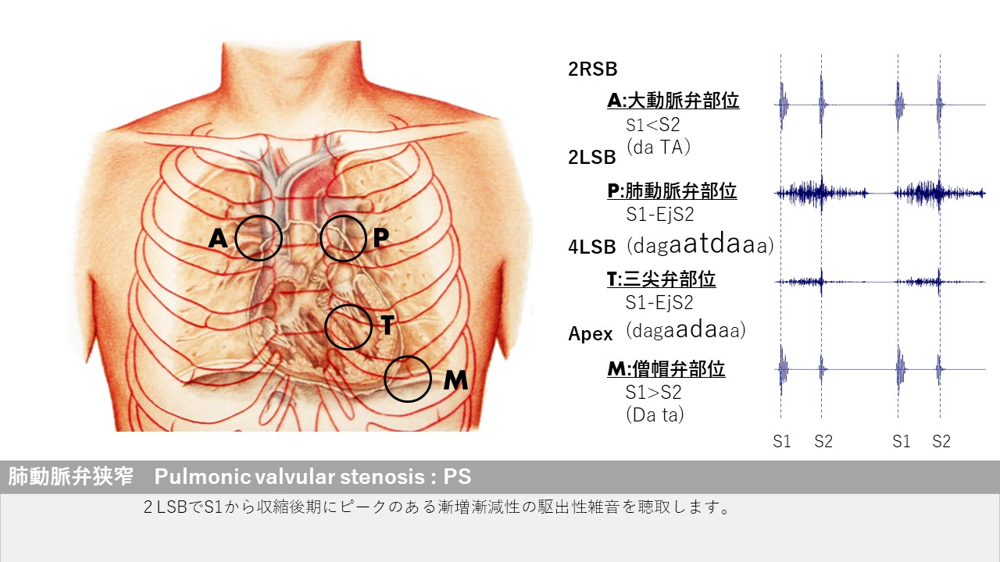 A
P
T
M
2RSB
A:大動脈弁部位
S1<S2
(da TA)
2LSB
P:肺動脈弁部位
S1-EjS2
(dagaatdaaa)
4LSB
T:三尖弁部位
S1-EjS2
(dagaadaaa)
Apex
M:僧帽弁部位
S1>S2
(Da ta)
S1 S2 S1 S2
肺動脈弁狭窄 Pulmonic valvular stenosis : PS
２LSBでS1から収縮後期にピークのある漸増漸減性の駆出性雑音を聴取します。